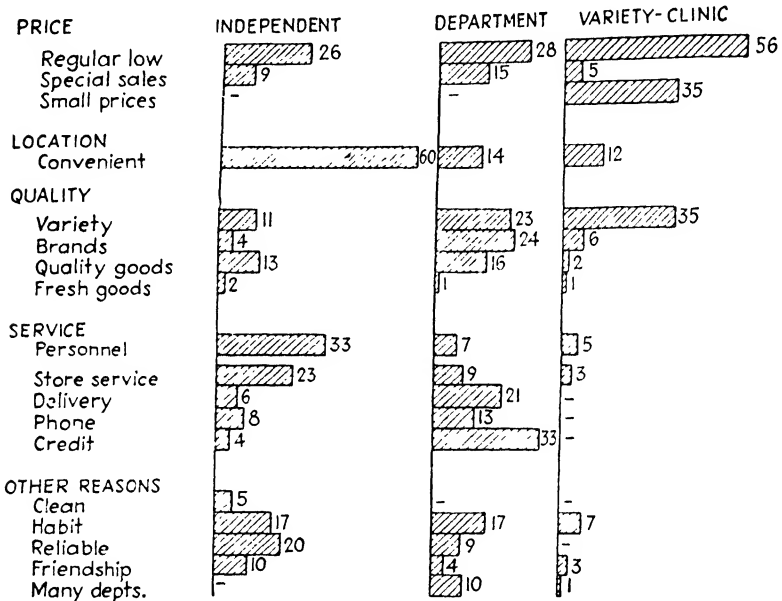 PRICE INDEPENDENT DEPARTMENT VARIETY-CLINIC
Regular low 26 28 56
Special sales 9 15 5
Small prices - - 35
LOCATION
Convenient 60 14 12
QUALITY
Variety 11 23 35
Brands 4 24 6
Quality goods 13 16 2
Fresh goods 2 1 1
SERVICE
Personnel 33 7 5
Store service 23 9 3
Delivery 6 21 -
Phone 8 13 -
Credit 4 33 -
OTHER REASONS
Clean 5 - -
Habit 17 17 7
Reliable 20 9 -
Friendship 10 4 3
Many depts. - 10 1